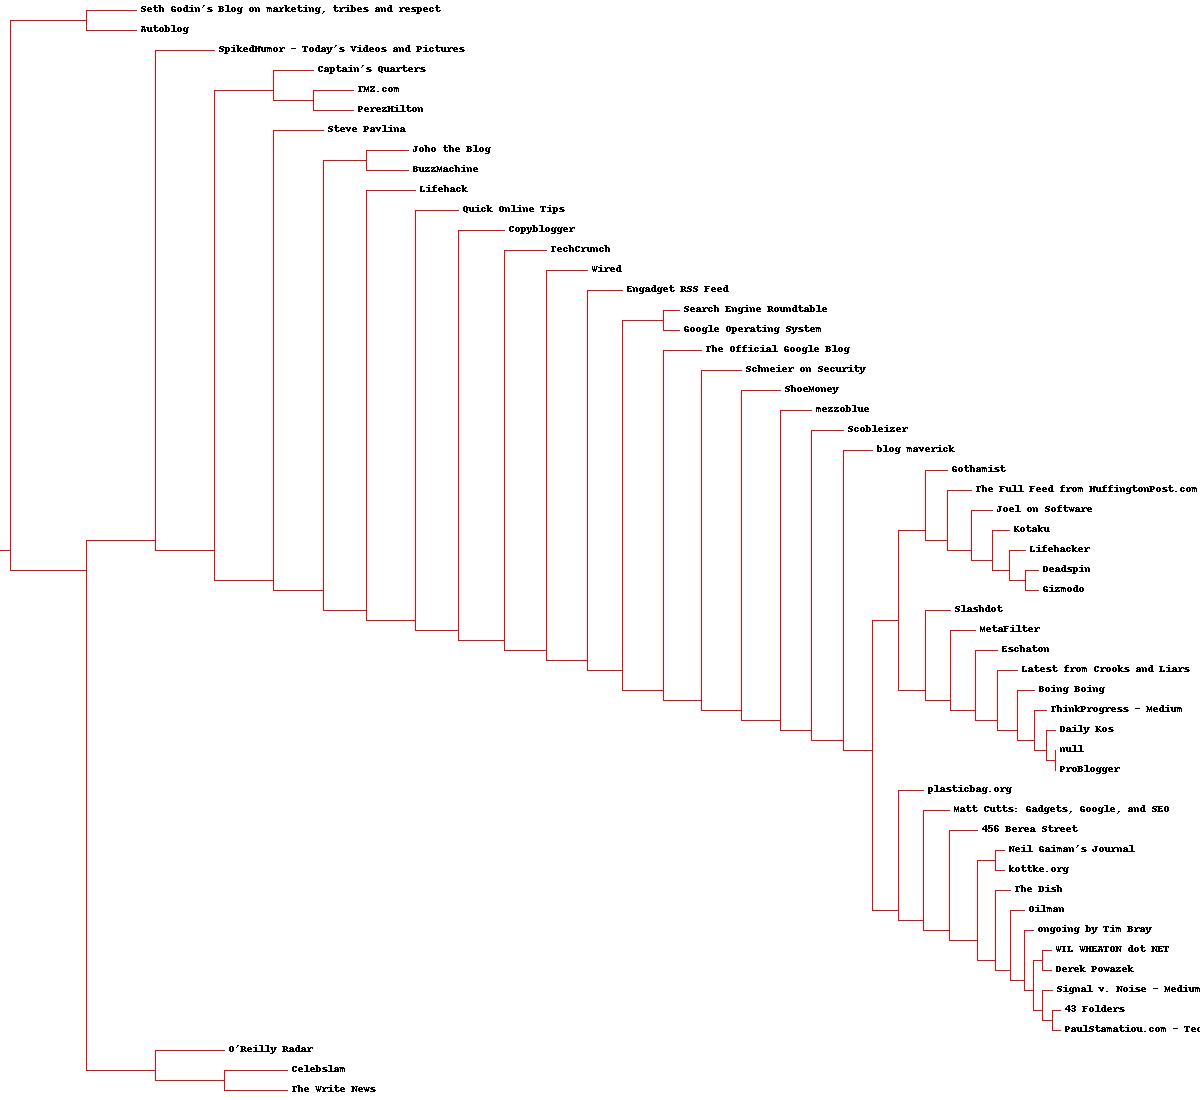 Seth Godin's Blog on marketing, tribes and respect
Autoblog
SpikedHumor - Today's Videos and Pictures
Captain's Quarters
TMZ.com
PerezHilton
Steve Pavlina
Joho the Blog
BuzzMachine
Lifehack
Quick Online Tips
Copyblogger
TechCrunch
Wired
Engadget RSS Feed
Search Engine Roundtable
Google Operating System
The Official Google Blog
Schneier on Security
ShoeMoney
mezzoblue
Scobleizer
blog maverick
Gothamist
The Full Feed from HuffingtonPost.com
Joel on Software
Kotaku
Lifehacker
Deadspin
Gizmodo
Slashdot
MetaFilter
Eschaton
Latest from Crooks and Liars
Boing Boing
ThinkProgress - Medium
Daily Kos
null
ProBlogger
plasticbag.org
Matt Cutts: Gadgets, Google, and SEO
456 Berea Street
Neil Gaiman's Journal
kottke.org
The Dish
Oilman
ongoing by Tim Bray
WIL WHEATON dot NET
Derek Powazek
Signal v. Noise - Medium
43 Folders
PaulStamatiou.com - Tec
O'Reilly Radar
Celebslam
The Write News